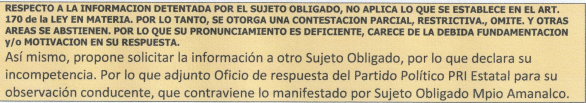 RESPECTO A LA INFORMACION DETENTADA POR EL SUJETO OBLIGADO, NO APLICA LO QUE SE ESTABLECE EN EL ART.
170 de la LEY EN MATERIA. POR LO TANTO, SE OTORGA UNA CONTESTACION PARCIAL, RESTRICTIVA., OMITE. Y OTRAS
AREAS SE ABSTIENEN. POR LO QUE SU PRONUNCIAMIENTO ES DEFICIENTE, CARECE DE LA DEBIDA FUNDAMENTACION
y/o MOTIVACION EN SU RESPUESTA.
Así mismo, propone solicitar la información a otro Sujeto Obligado, por lo que declara su
incompetencia. Por lo que adjunto Oficio de respuesta del Partido Político PRI Estatal para su
observación conducente, que contraviene lo manifestado por Sujeto Obligado Mpio Amanalco.